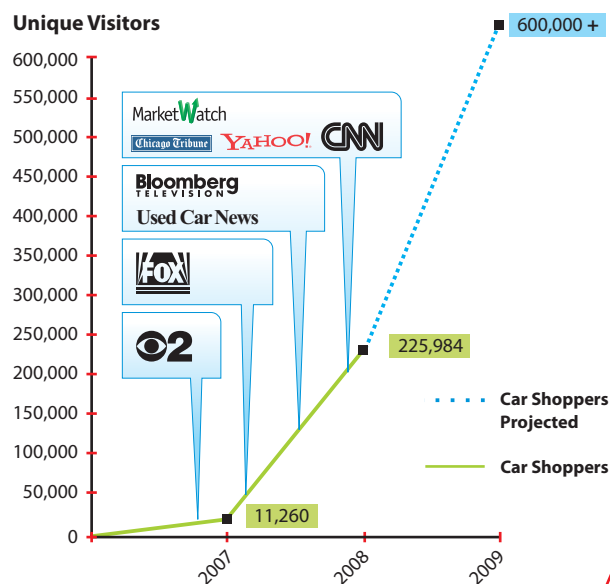 Unique Visitors
600,000 +
600,000
550,000
500,000
450,000
400,000
350,000
300,000
250,000
200,000
150,000
100,000
50,000
0
MarketWatch
Chicago Tribune YAHOO! CNN
Bloomberg
TELEVISION
Used Car News
FOX
2
225,984
11,260
Car Shoppers
Projected
Car Shoppers
2007
2008
2009